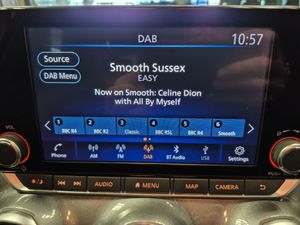 DAB 10:57
Source
DAB Menu
Smooth Sussex
EASY
Now on Smooth: Celine Dion
with All By Myself
1 2 3 4 5 6
BBC R4 BBC R2 Classic BBC R5L BBC R4 Smooth
Phone AM FM DAB BT Audio USB Settings
VOL
PUSH
AUDIO MENU MAP CAMERA